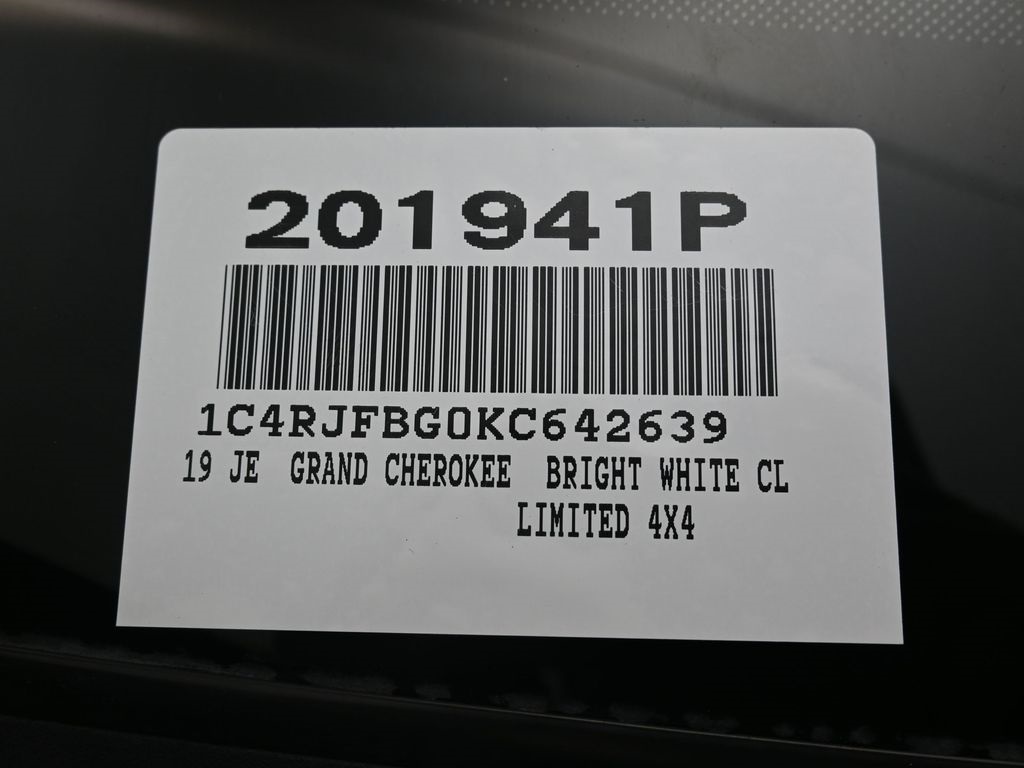 201941P
1C4RJFBG0KC642639
19 JE GRAND CHEROKEE BRIGHT WHITE CL
LIMITED 4X4